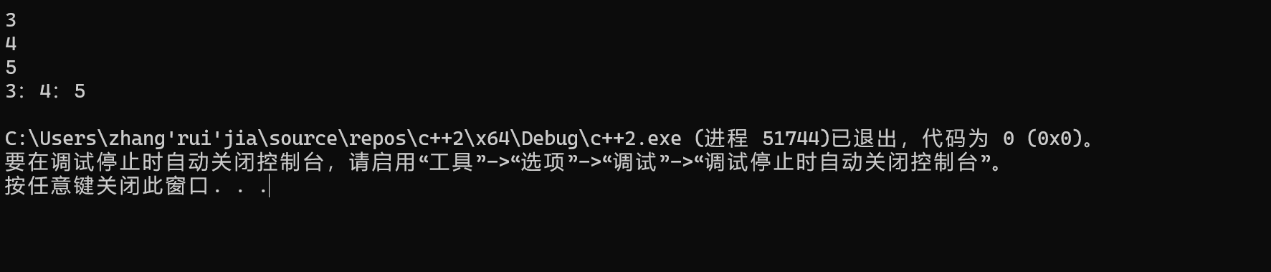 3
4
5
3：4：5
C:\Users\zhang'rui'jia\source\repos\c++2\x64\Debug\c++2.exe (进程 51744)已退出，代码为 0 (0x0)。
要在调试停止时自动关闭控制台，请启用“工具”->“选项”->“调试”->“调试停止时自动关闭控制台”。
按任意键关闭此窗口. . .